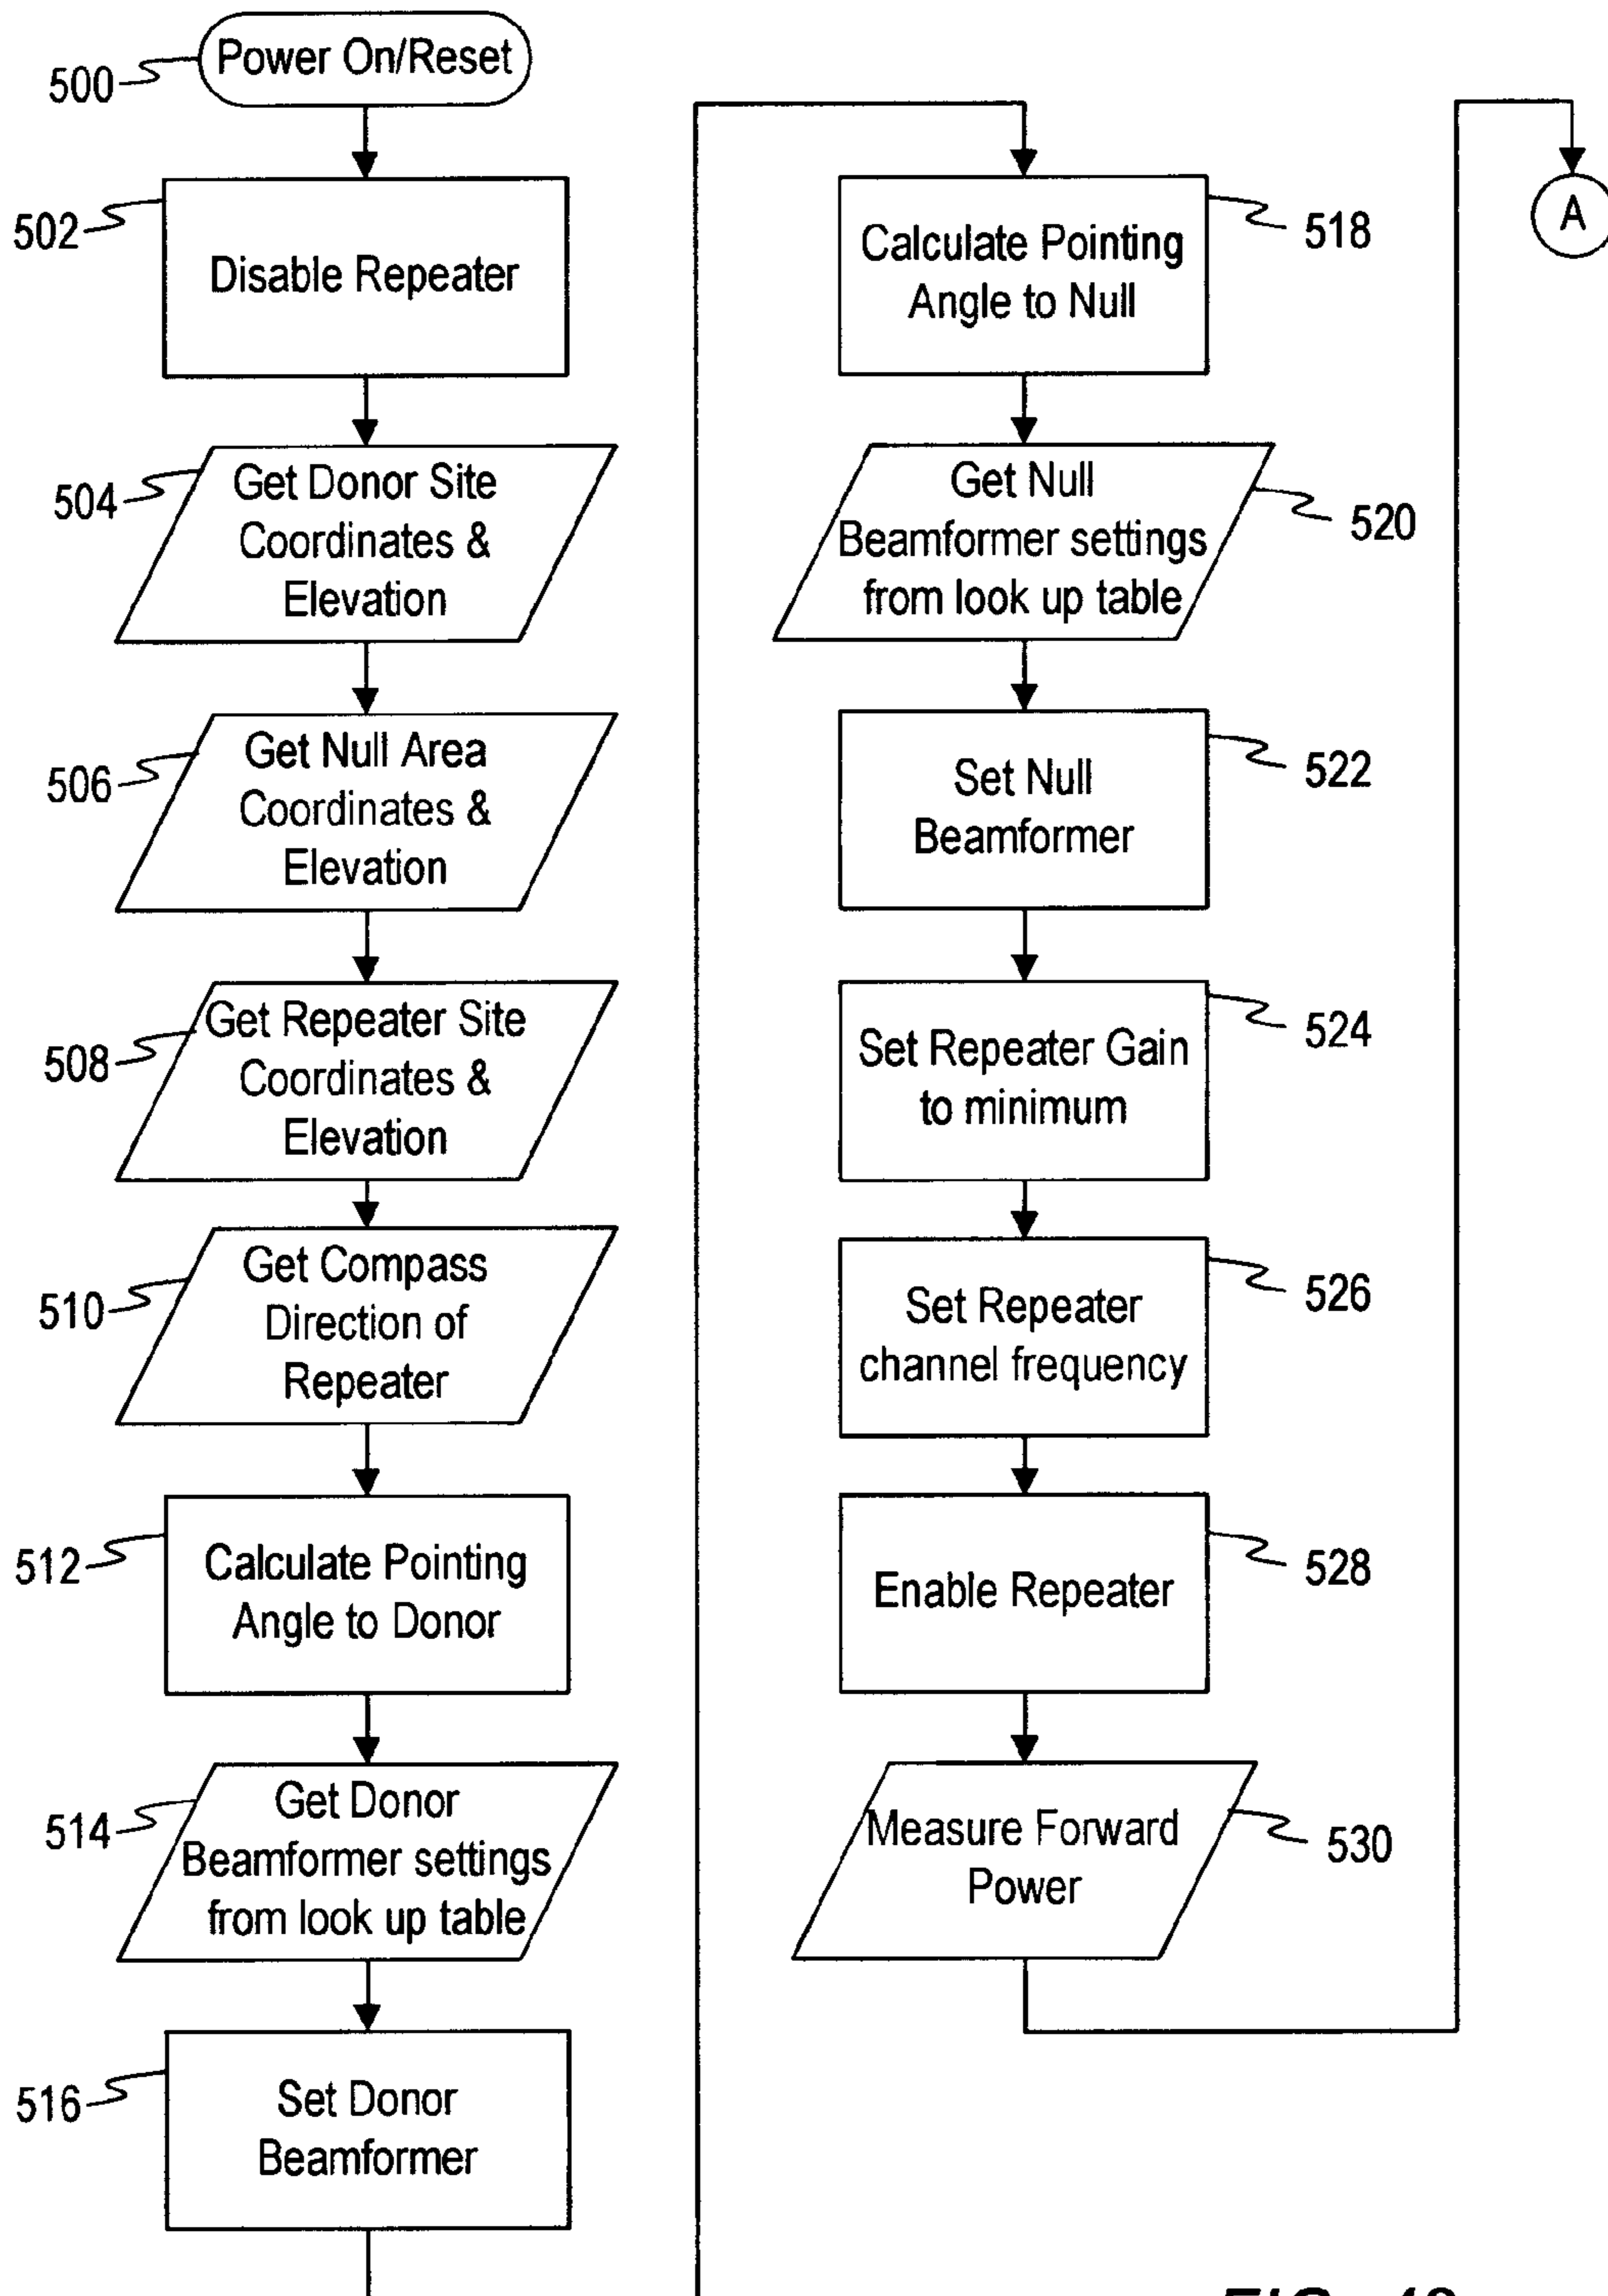 500
Power On/Reset
502
Disable Repeater
504
Get Donor Site
Coordinates &
Elevation
506
Get Null Area
Coordinates &
Elevation
508
Get Repeater Site
Coordinates &
Elevation
510
Get Compass
Direction of
Repeater
512
Calculate Pointing
Angle to Donor
514
Get Donor
Beamformer settings
from look up table
516
Set Donor
Beamformer
518
Calculate Pointing
Angle to Null
520
Get Null
Beamformer settings
from look up table
522
Set Null
Beamformer
524
Set Repeater Gain
to minimum
526
Set Repeater
channel frequency
528
Enable Repeater
530
Measure Forward
Power
A